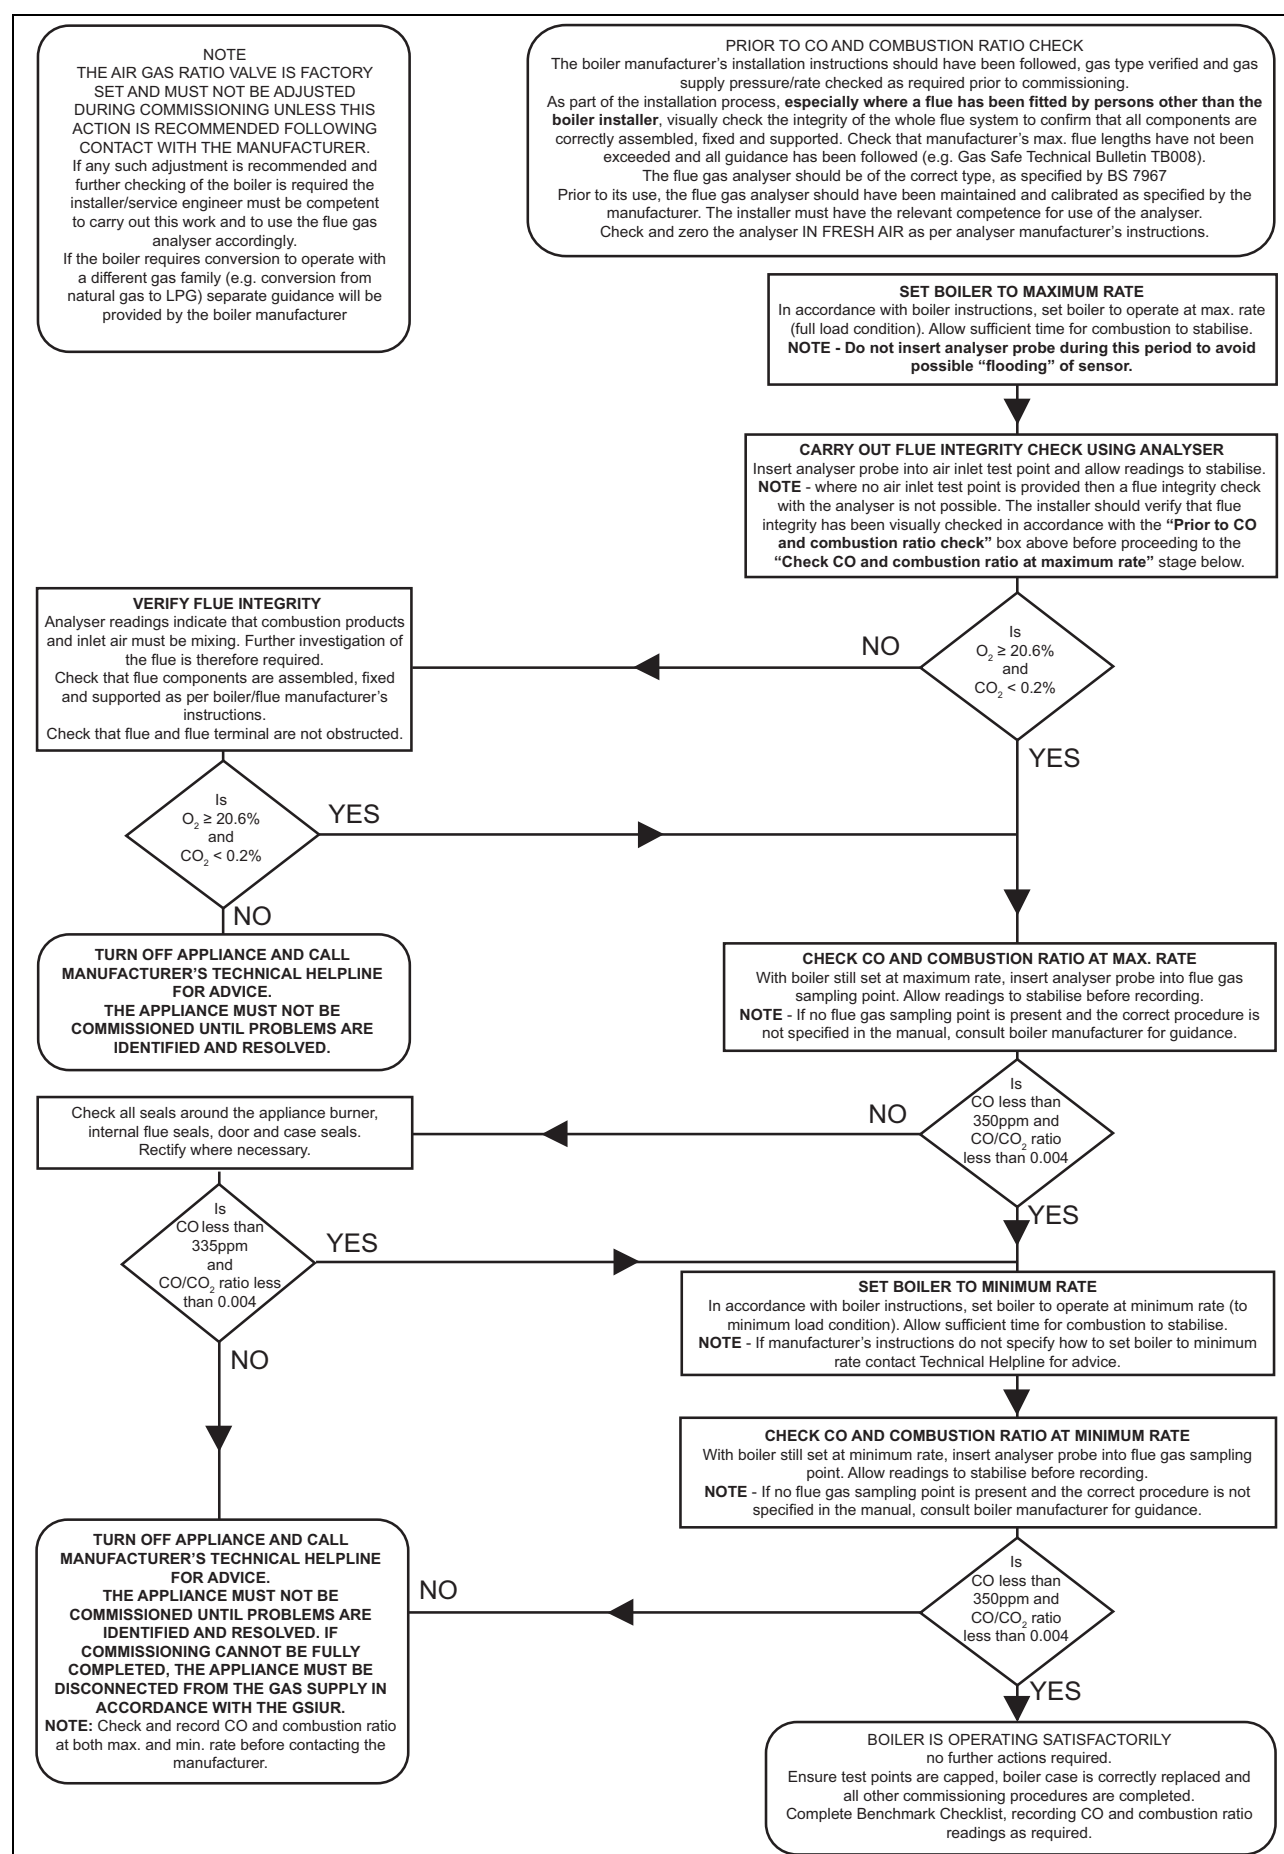 NOTE
THE AIR GAS RATIO VALVE IS FACTORY
SET AND MUST NOT BE ADJUSTED
DURING COMMISSIONING UNLESS THIS
ACTION IS RECOMMENDED FOLLOWING
CONTACT WITH THE MANUFACTURER.
If any such adjustment is recommended and
further checking of the boiler is required the
installer/service engineer must be competent
to carry out this work and to use the flue gas
analyser accordingly.
If the boiler requires conversion to operate with
a different gas family (e.g. conversion from
natural gas to LPG) separate guidance will be
provided by the boiler manufacturer
PRIOR TO CO AND COMBUSTION RATIO CHECK
The boiler manufacturer's installation instructions should have been followed, gas type verified and gas
supply pressure/rate checked as required prior to commissioning.
As part of the installation process, especially where a flue has been fitted by persons other than the
boiler installer, visually check the integrity of the whole flue system to confirm that all components are
correctly assembled, fixed and supported. Check that manufacturer's max. flue lengths have not been
exceeded and all guidance has been followed (e.g. Gas Safe Technical Bulletin TB008).
The flue gas analyser should be of the correct type, as specified by BS 7967
Prior to its use, the flue gas analyser should have been maintained and calibrated as specified by the
manufacturer. The installer must have the relevant competence for use of the analyser.
Check and zero the analyser IN FRESH AIR as per analyser manufacturer's instructions.
SET BOILER TO MAXIMUM RATE
In accordance with boiler instructions, set boiler to operate at max. rate
(full load condition). Allow sufficient time for combustion to stabilise.
NOTE - Do not insert analyser probe during this period to avoid
possible “flooding” of sensor.
CARRY OUT FLUE INTEGRITY CHECK USING ANALYSER
Insert analyser probe into air inlet test point and allow readings to stabilise.
NOTE - where no air inlet test point is provided then a flue integrity check
with the analyser is not possible. The installer should verify that flue
integrity has been visually checked in accordance with the “Prior to CO
and combustion ratio check” box above before proceeding to the
“Check CO and combustion ratio at maximum rate” stage below.
Is
O2 ≥ 20.6%
and
CO2 < 0.2%
NO
YES
VERIFY FLUE INTEGRITY
Analyser readings indicate that combustion products
and inlet air must be mixing. Further investigation of
the flue is therefore required.
Check that flue components are assembled, fixed
and supported as per boiler/flue manufacturer's
instructions.
Check that flue and flue terminal are not obstructed.
Is
O2 ≥ 20.6%
and
CO2 < 0.2%
YES
NO
TURN OFF APPLIANCE AND CALL
MANUFACTURER'S TECHNICAL HELPLINE
FOR ADVICE.
THE APPLIANCE MUST NOT BE
COMMISSIONED UNTIL PROBLEMS ARE
IDENTIFIED AND RESOLVED.
CHECK CO AND COMBUSTION RATIO AT MAX. RATE
With boiler still set at maximum rate, insert analyser probe into flue gas
sampling point. Allow readings to stabilise before recording.
NOTE - If no flue gas sampling point is present and the correct procedure is
not specified in the manual, consult boiler manufacturer for guidance.
Is
CO less than
350ppm and
CO/CO2 ratio
less than 0.004
NO
YES
Check all seals around the appliance burner,
internal flue seals, door and case seals.
Rectify where necessary.
Is
CO less than
335ppm
and
CO/CO2 ratio less
than 0.004
YES
NO
SET BOILER TO MINIMUM RATE
In accordance with boiler instructions, set boiler to operate at minimum rate (to
minimum load condition). Allow sufficient time for combustion to stabilise.
NOTE - If manufacturer's instructions do not specify how to set boiler to minimum
rate contact Technical Helpline for advice.
CHECK CO AND COMBUSTION RATIO AT MINIMUM RATE
With boiler still set at minimum rate, insert analyser probe into flue gas sampling
point. Allow readings to stabilise before recording.
NOTE - If no flue gas sampling point is present and the correct procedure is not
specified in the manual, consult boiler manufacturer for guidance.
Is
CO less than
350ppm and
CO/CO2 ratio
less than 0.004
NO
YES
TURN OFF APPLIANCE AND CALL
MANUFACTURER'S TECHNICAL HELPLINE
FOR ADVICE.
THE APPLIANCE MUST NOT BE
COMMISSIONED UNTIL PROBLEMS ARE
IDENTIFIED AND RESOLVED. IF
COMMISSIONING CANNOT BE FULLY
COMPLETED, THE APPLIANCE MUST BE
DISCONNECTED FROM THE GAS SUPPLY IN
ACCORDANCE WITH THE GSIUR.
NOTE: Check and record CO and combustion ratio
at both max. and min. rate before contacting the
manufacturer.
BOILER IS OPERATING SATISFACTORILY
no further actions required.
Ensure test points are capped, boiler case is correctly replaced and
all other commissioning procedures are completed.
Complete Benchmark Checklist, recording CO and combustion ratio
readings as required.